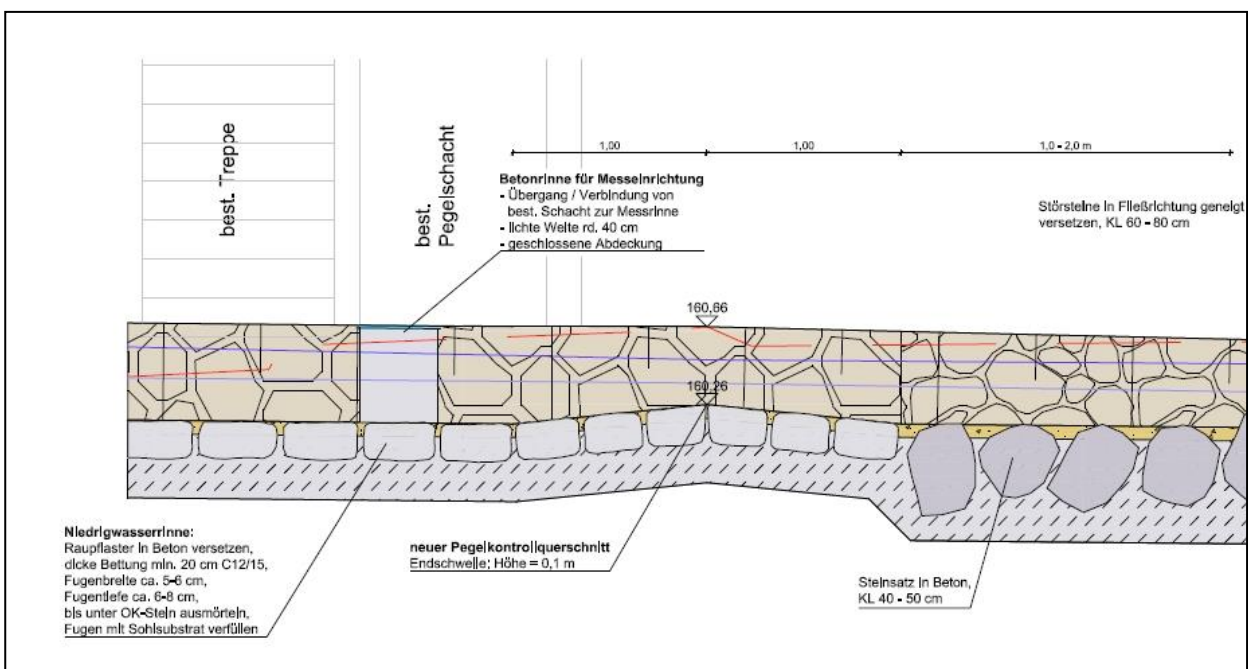 best. Treppe
best.
Pegelschacht
1,00
1,00
1,0 - 2,0 m
Betonrinne für Messeinrichtung
- Übergang / Verbindung von
best. Schacht zur Messrinne
- lichte Weite rd. 40 cm
- geschlossene Abdeckung
Störsteine in Fließrichtung geneigt
versetzen, KL 60 - 80 cm
160,66
160,26
Niedrigwasserrinne:
Raupflaster in Beton versetzen,
dicke Bettung min. 20 cm C12/15,
Fugenbreite ca. 5-6 cm,
Fugentiefe ca. 6-8 cm,
bis unter OK-Stein ausmörteln,
Fugen mit Sohlsubstrat verfüllen
neuer Pegelkontrollquerschnitt
Endschwelle; Höhe = 0,1 m
Steinsatz in Beton,
KL 40 - 50 cm